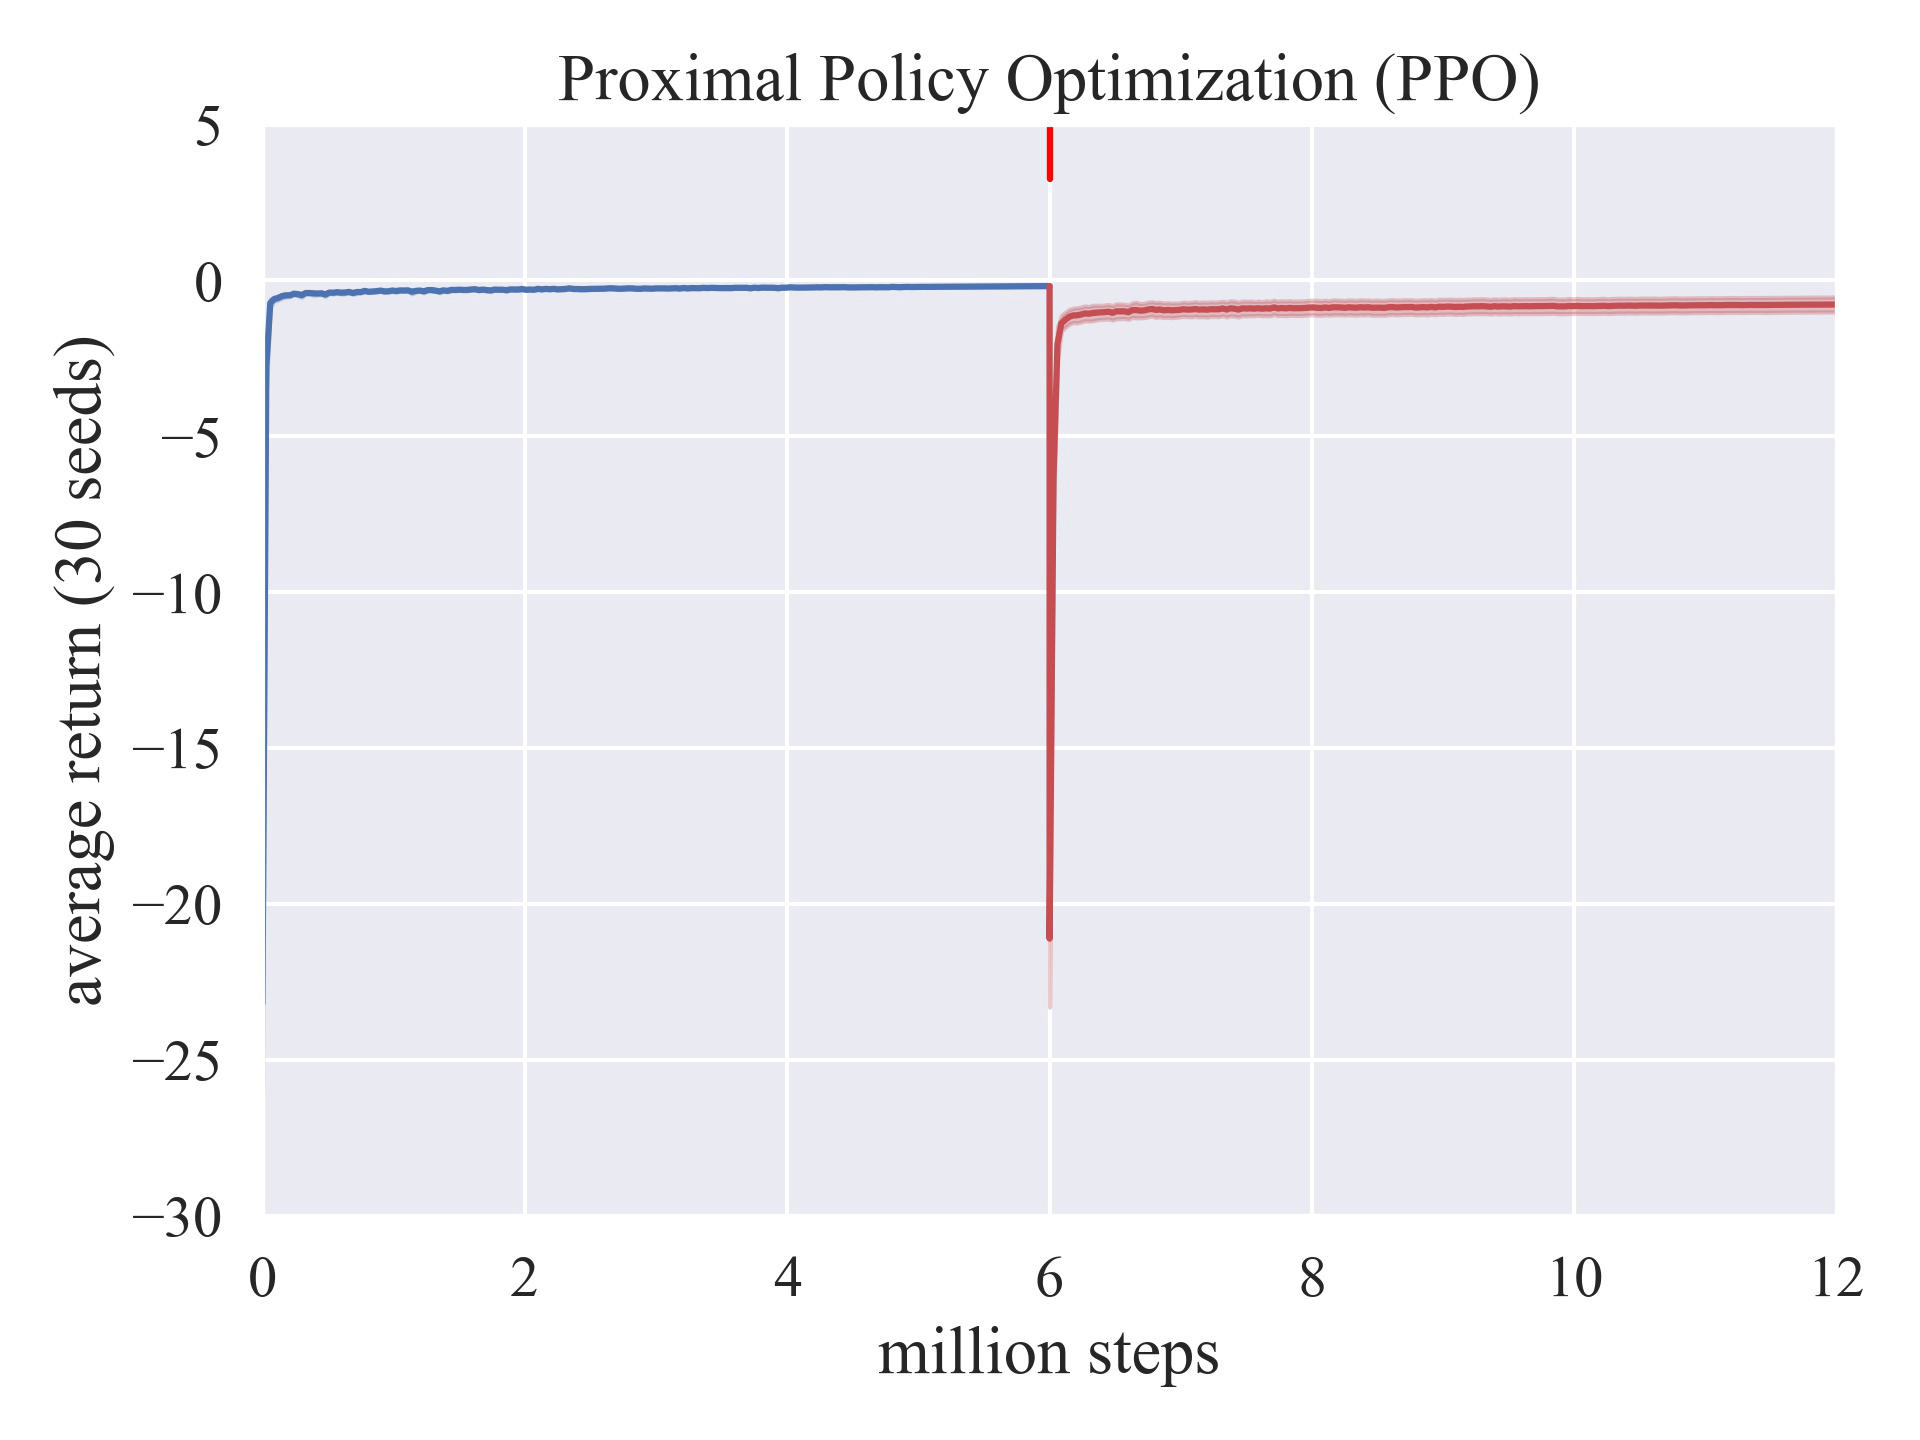 Proximal Policy Optimization (PPO)
5
0
−5
−10
−15
−20
−25
−30
average return (30 seeds)
0 2 4 6 8 10 12
million steps